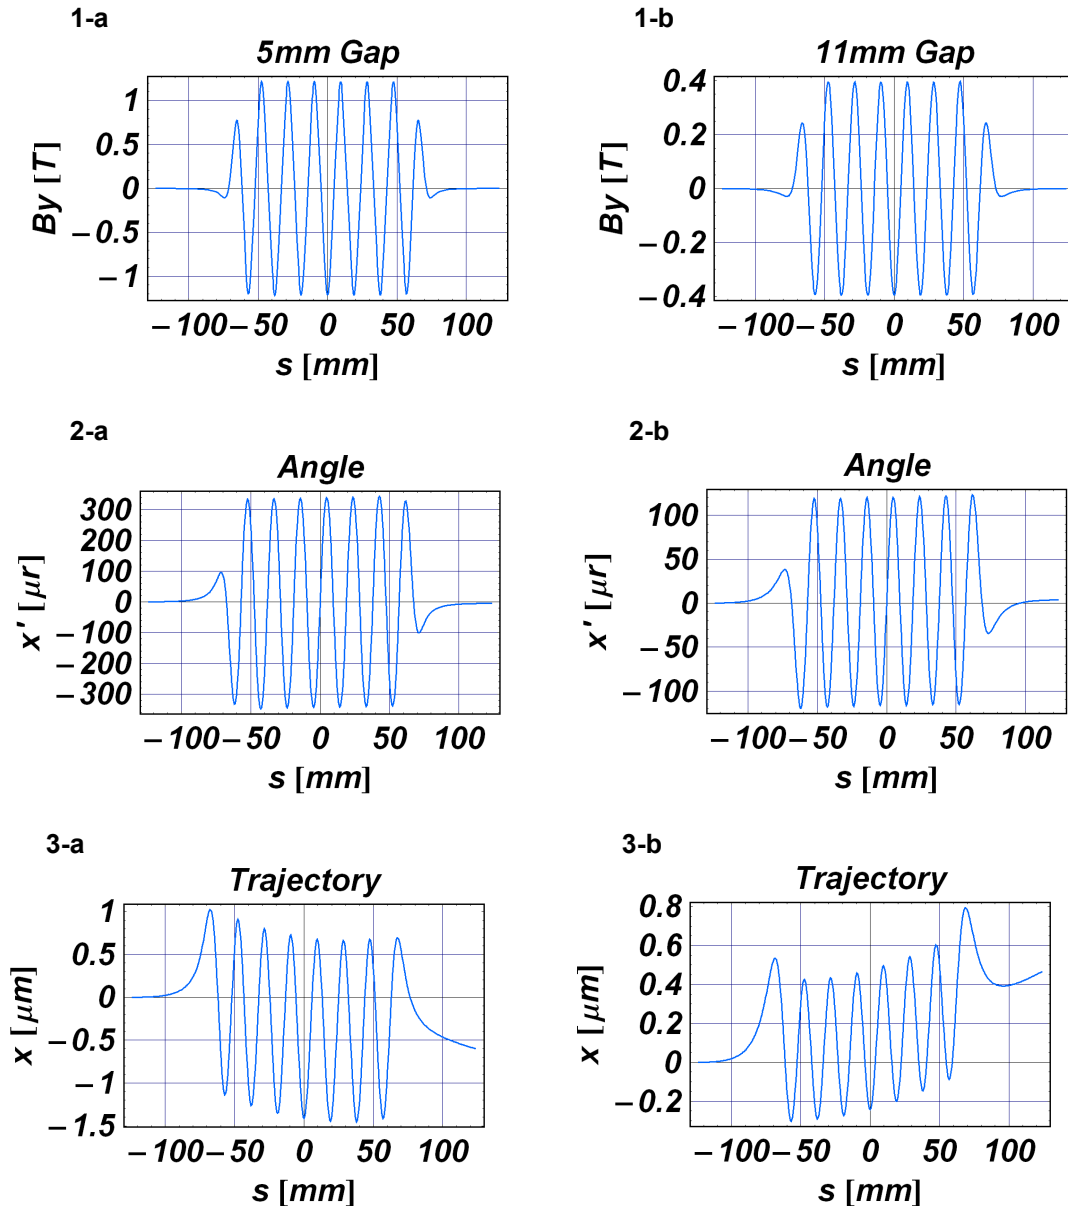 1-a
5mm Gap
1
0.5
0
−0.5
−1
By [T]
−100 −50 0 50 100
s [mm]
1-b
11mm Gap
0.4
0.2
0
−0.2
−0.4
By [T]
−100 −50 0 50 100
s [mm]
2-a
Angle
300
200
100
0
−100
−200
−300
x' [μr]
−100 −50 0 50 100
s [mm]
2-b
Angle
100
50
0
−50
−100
x' [μr]
−100 −50 0 50 100
s [mm]
3-a
Trajectory
1
0.5
0
−0.5
−1
−1.5
x [μm]
−100 −50 0 50 100
s [mm]
3-b
Trajectory
0.8
0.6
0.4
0.2
0
−0.2
x [μm]
−100 −50 0 50 100
s [mm]